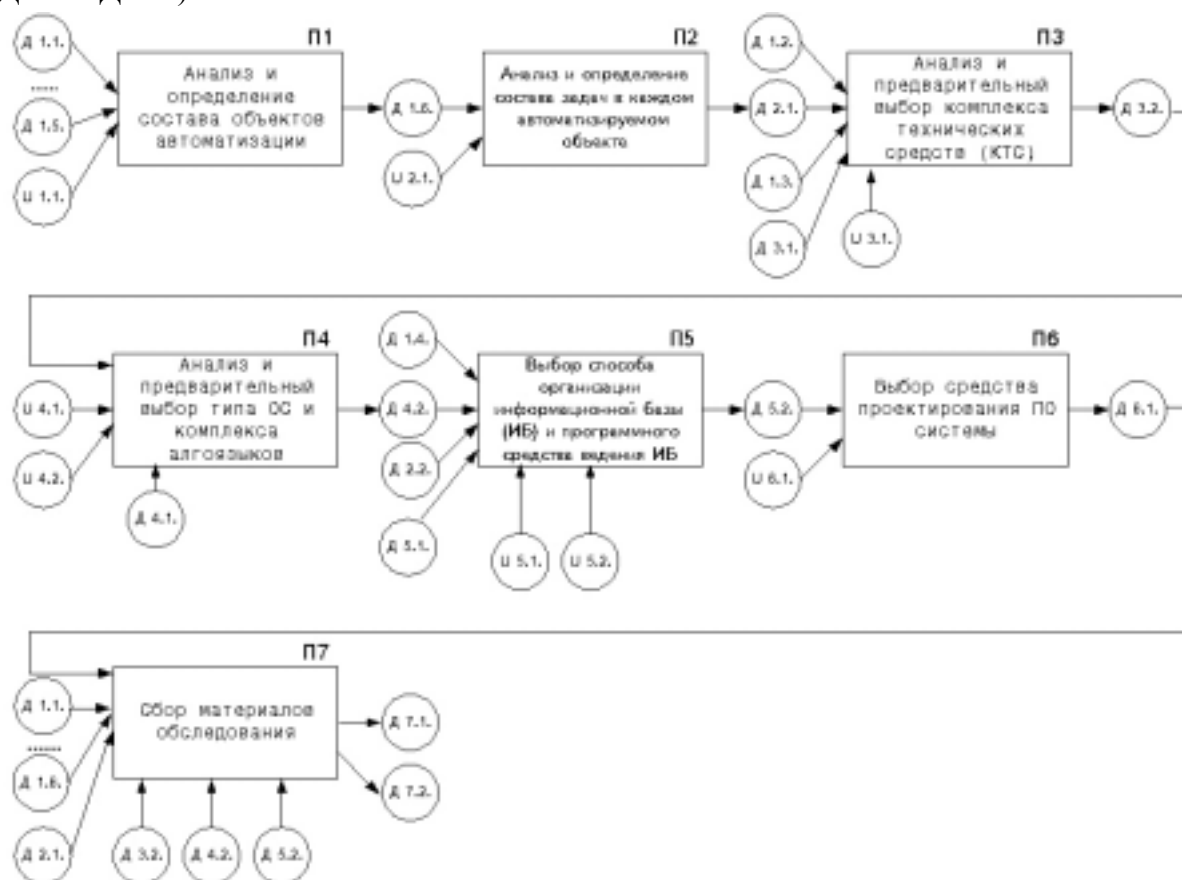 П1
П2
П3
Д 1.1.
.....
Д 1.5.
U 1.1.
Анализ и
определение
состава объектов
автоматизации
Д 1.6.
U 2.1.
Анализ и определение
состава задач в каждом
автоматизируемом
объекте
Д 1.2.
Д 2.1.
Д 1.3.
Д 3.1.
U 3.1.
Анализ и
предварительный
выбор комплекса
технических
средств (КТС)
Д 3.2.
П4
П5
П6
U 4.1.
U 4.2.
Д 4.1.
Анализ и
предварительный
выбор типа ОС и
комплекса
алгоязыков
Д 1.4.
Д 4.2.
Д 2.2.
Д 5.1.
U 5.1.
U 5.2.
Выбор способа
организации
информационной базы
(ИБ) и программного
средства ведения ИБ
Д 5.2.
U 6.1.
Выбор средства
проектирования ПО
системы
Д 6.1.
П7
Д 1.1.
......
Д 1.6.
Д 2.1.
Сбор материалов
обследования
Д 3.2.
Д 4.2.
Д 5.2.
Д 7.1.
Д 7.2.